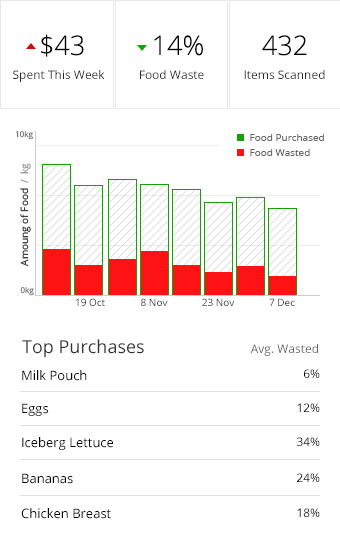 $43
Spent This Week
14%
Food Waste
432
Items Scanned
10kg
Food Purchased
Food Wasted
Amoung of Food / kg
0kg
19 Oct
8 Nov
23 Nov
7 Dec
Top Purchases
Avg. Wasted
Milk Pouch
6%
Eggs
12%
Iceberg Lettuce
34%
Bananas
24%
Chicken Breast
18%